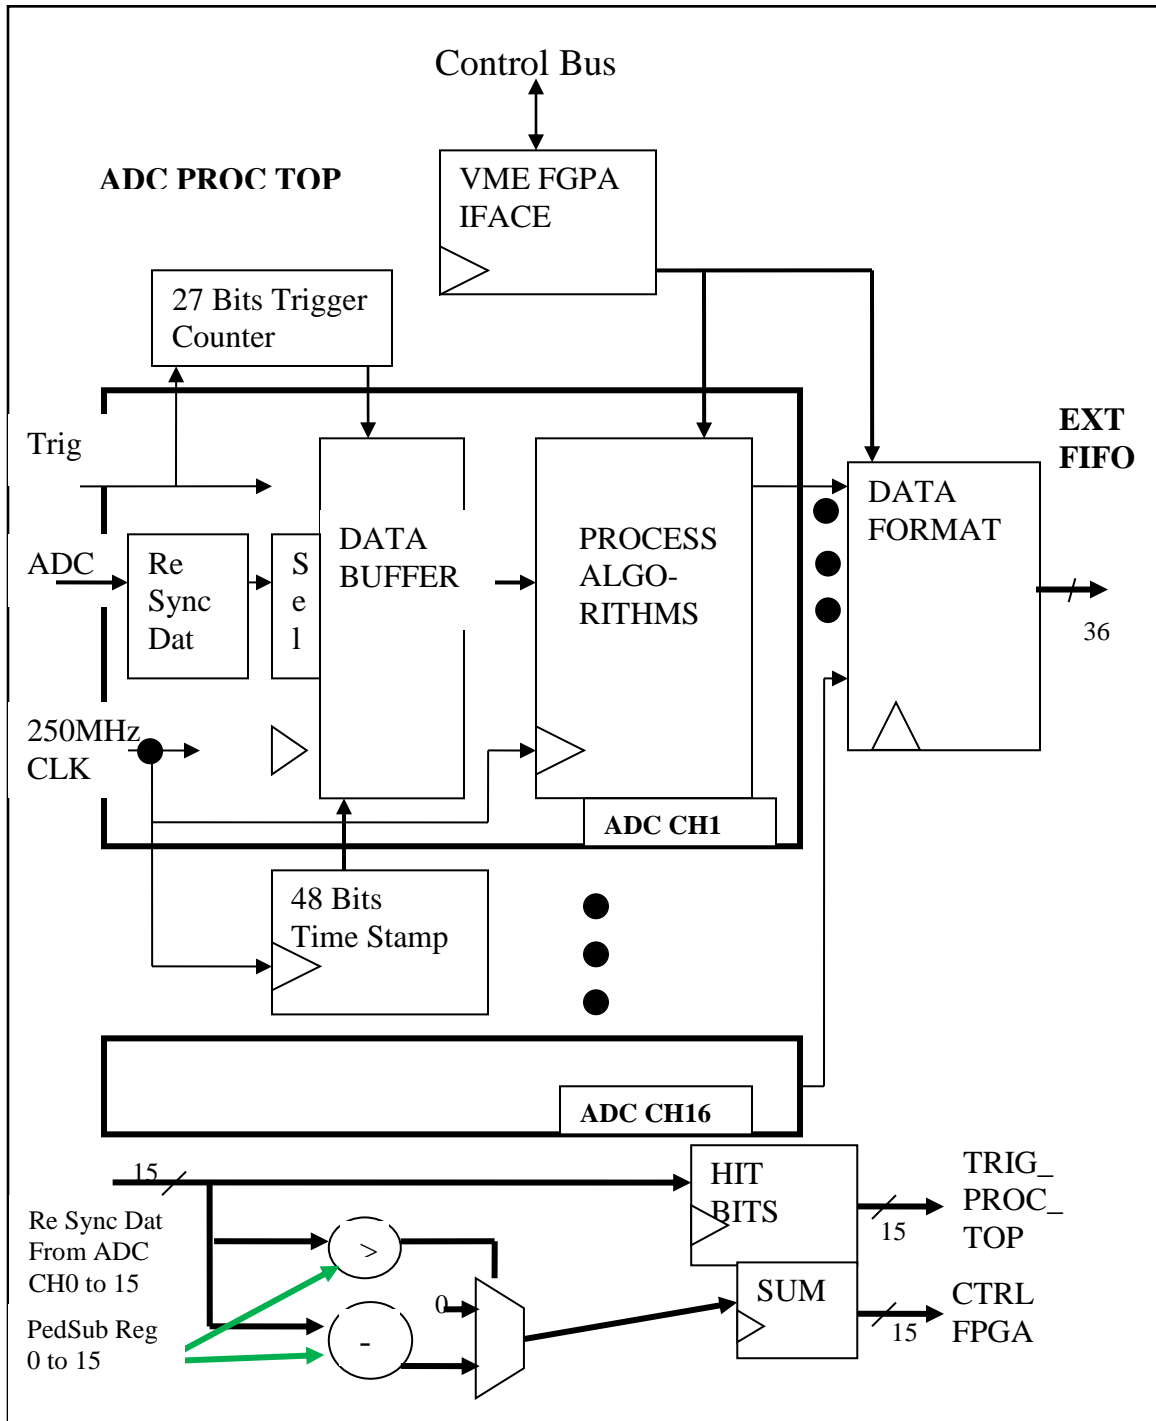 Control Bus
ADC PROC TOP
VME FGPA
IFACE
27 Bits Trigger
Counter
Trig
EXT
FIFO
DATA
FORMAT
ADC
Re
Sync
Dat
S
e
l
DATA
BUFFER
PROCESS
ALGO-
RITHMS
36
250MHz
CLK
ADC CH1
48 Bits
Time Stamp
ADC CH16
15
HIT
BITS
TRIG_
PROC_
TOP
15
Re Sync Dat
From ADC
CH0 to 15
>
0
SUM
15
CTRL
FPGA
PedSub Reg
0 to 15
-